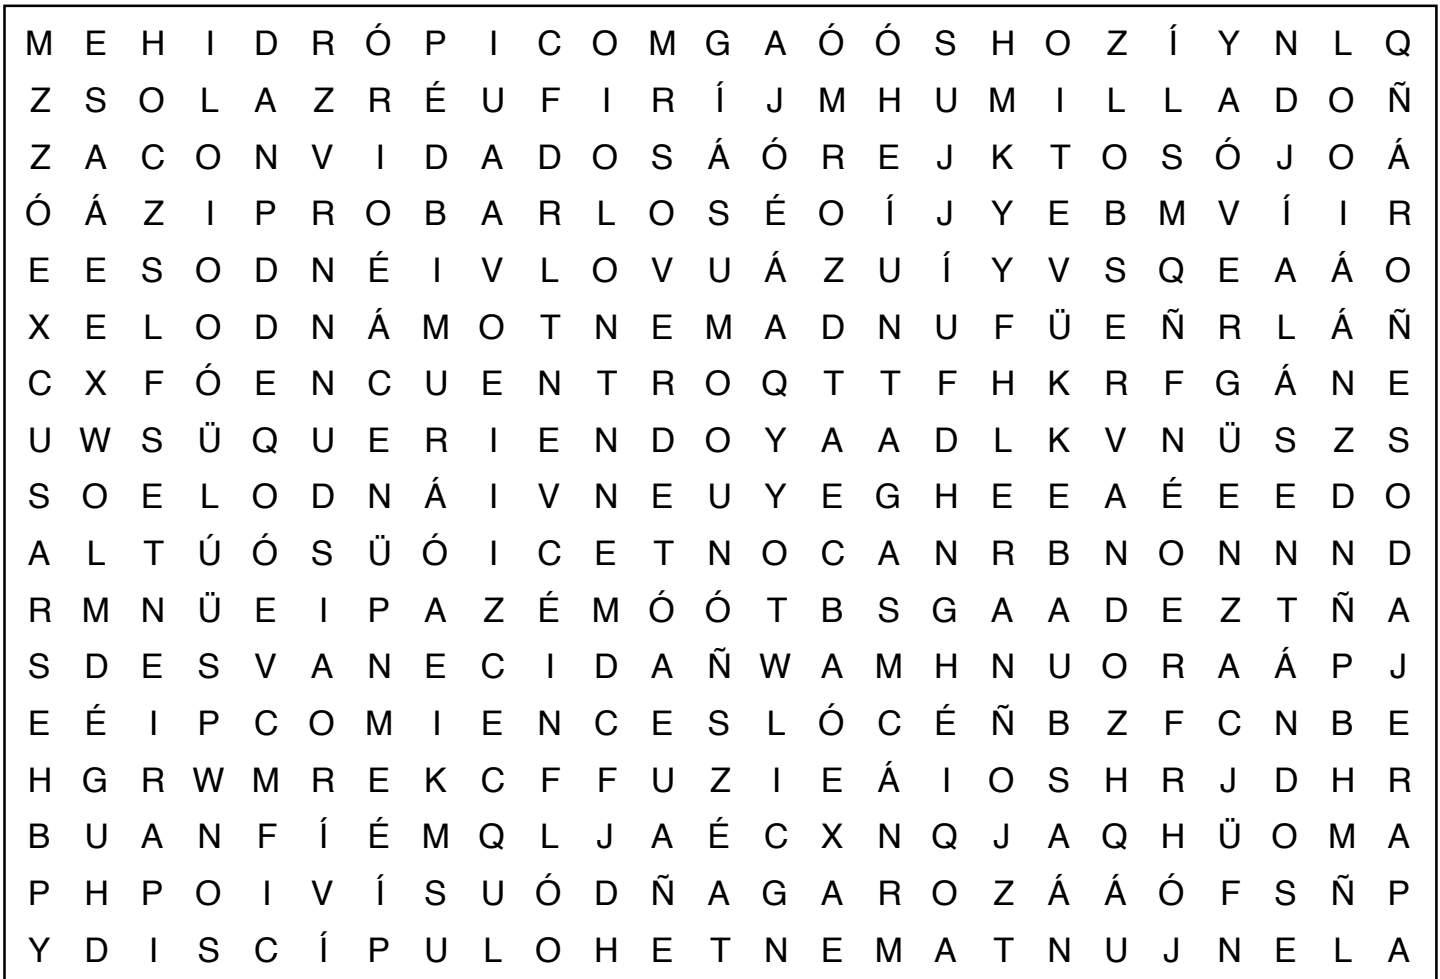 M E H I D R Ó P I C O M G A Ó Ó S H O Z Í Y N L Q
Z S O L A Z R É U F I R Í J M H U M I L L A D O Ñ
Z A C O N V I D A D O S Á Ó R E J K T O S Ó J O Á
Ó Á Z I P R O B A R L O S É O Í J Y E B M V Í I R
E E S O D N É I V L O V U Á Z U Í Y V S Q E A Á O
X E L O D N Á M O T N E M A D N U F Ü E Ñ R L Á Ñ
C X F Ó E N C U E N T R O Q T T F H K R F G Á N E
U W S Ü Q U E R I E N D O Y A A D L K V N Ü S Z S
S O E L O D N Á I V N E U Y E G H E E A É E E D O
A L T Ú Ó S Ü Ó I C E T N O C A N R B N O N N N D
R M N Ü E I P A Z É M Ó Ó T B S G A A D E Z T Ñ A
S D E S V A N E C I D A Ñ W A M H N U O R A Á P J
E É I P C O M I E N C E S L Ó C É Ñ B Z F C N B E
H G R W M R E K C F F U Z I E Á I O S H R J D H R
B U A N F Í É M Q L J A É C X N Q J A Q H Ü O M A
P H P O I V Í S U Ó D Ñ A G A R O Z Á Á Ó F S Ñ P
Y D I S C Í P U L O H E T N E M A T N U J N E L A